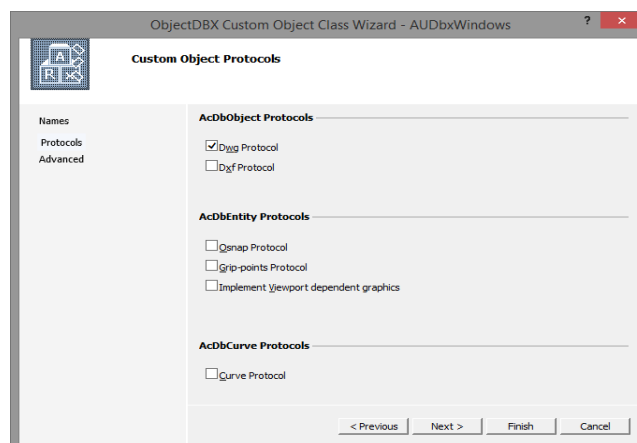 ObjectDBX Custom Object Class Wizard - AUDbxWindows
? ×
A
R X
Custom Object Protocols
Names
Protocols
Advanced
AcDbObject Protocols
Dwg Protocol
Dxf Protocol
AcDbEntity Protocols
Osnap Protocol
Grip-points Protocol
Implement Viewport dependent graphics
AcDbCurve Protocols
Curve Protocol
< Previous Next > Finish Cancel